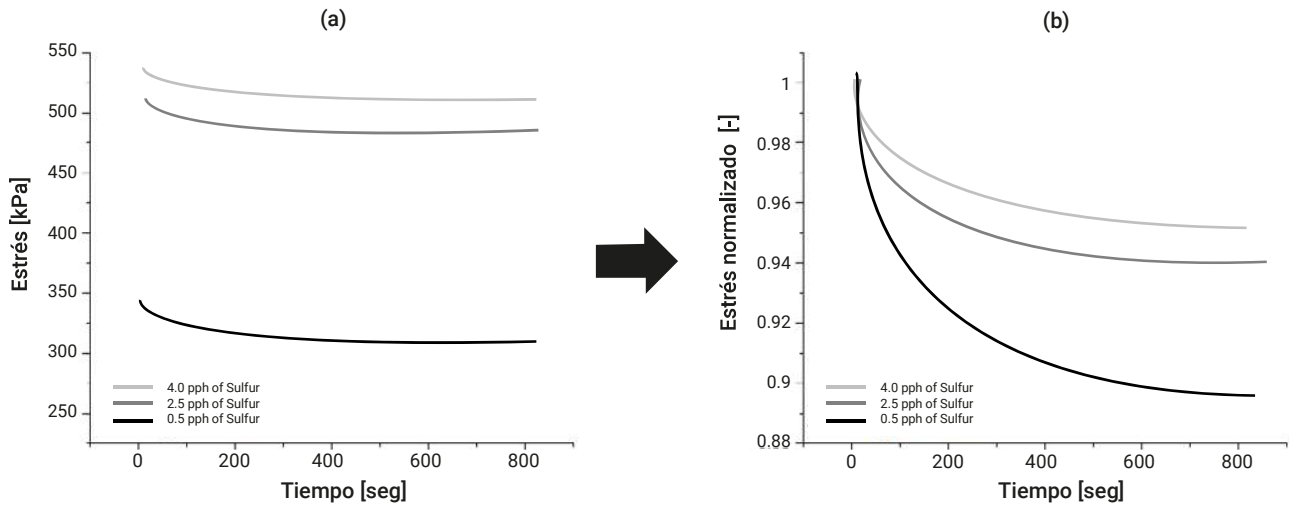 (a)
550
500
450
400
350
300
250
Estrés [kPa]
4.0 pph of Sulfur
2.5 pph of Sulfur
0.5 pph of Sulfur
0
200
400
600
800
Tiempo [seg]
(b)
1
0.98
0.96
0.94
0.92
0.9
0.88
Estrés normalizado [-]
4.0 pph of Sulfur
2.5 pph of Sulfur
0.5 pph of Sulfur
0
200
400
600
800
Tiempo [seg]